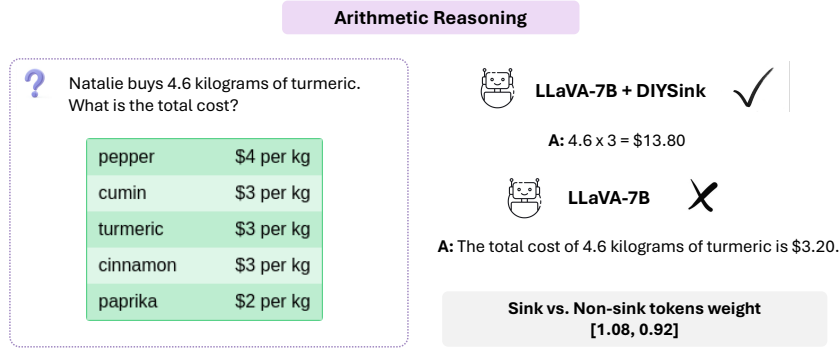 Arithmetic Reasoning
?
Natalie buys 4.6 kilograms of turmeric.
What is the total cost?
pepper $4 per kg
cumin $3 per kg
turmeric $3 per kg
cinnamon $3 per kg
paprika $2 per kg
LLaVA-7B + DIYSink
A: 4.6 x 3 = $13.80
LLaVA-7B
A: The total cost of 4.6 kilograms of turmeric is $3.20.
Sink vs. Non-sink tokens weight
[1.08, 0.92]